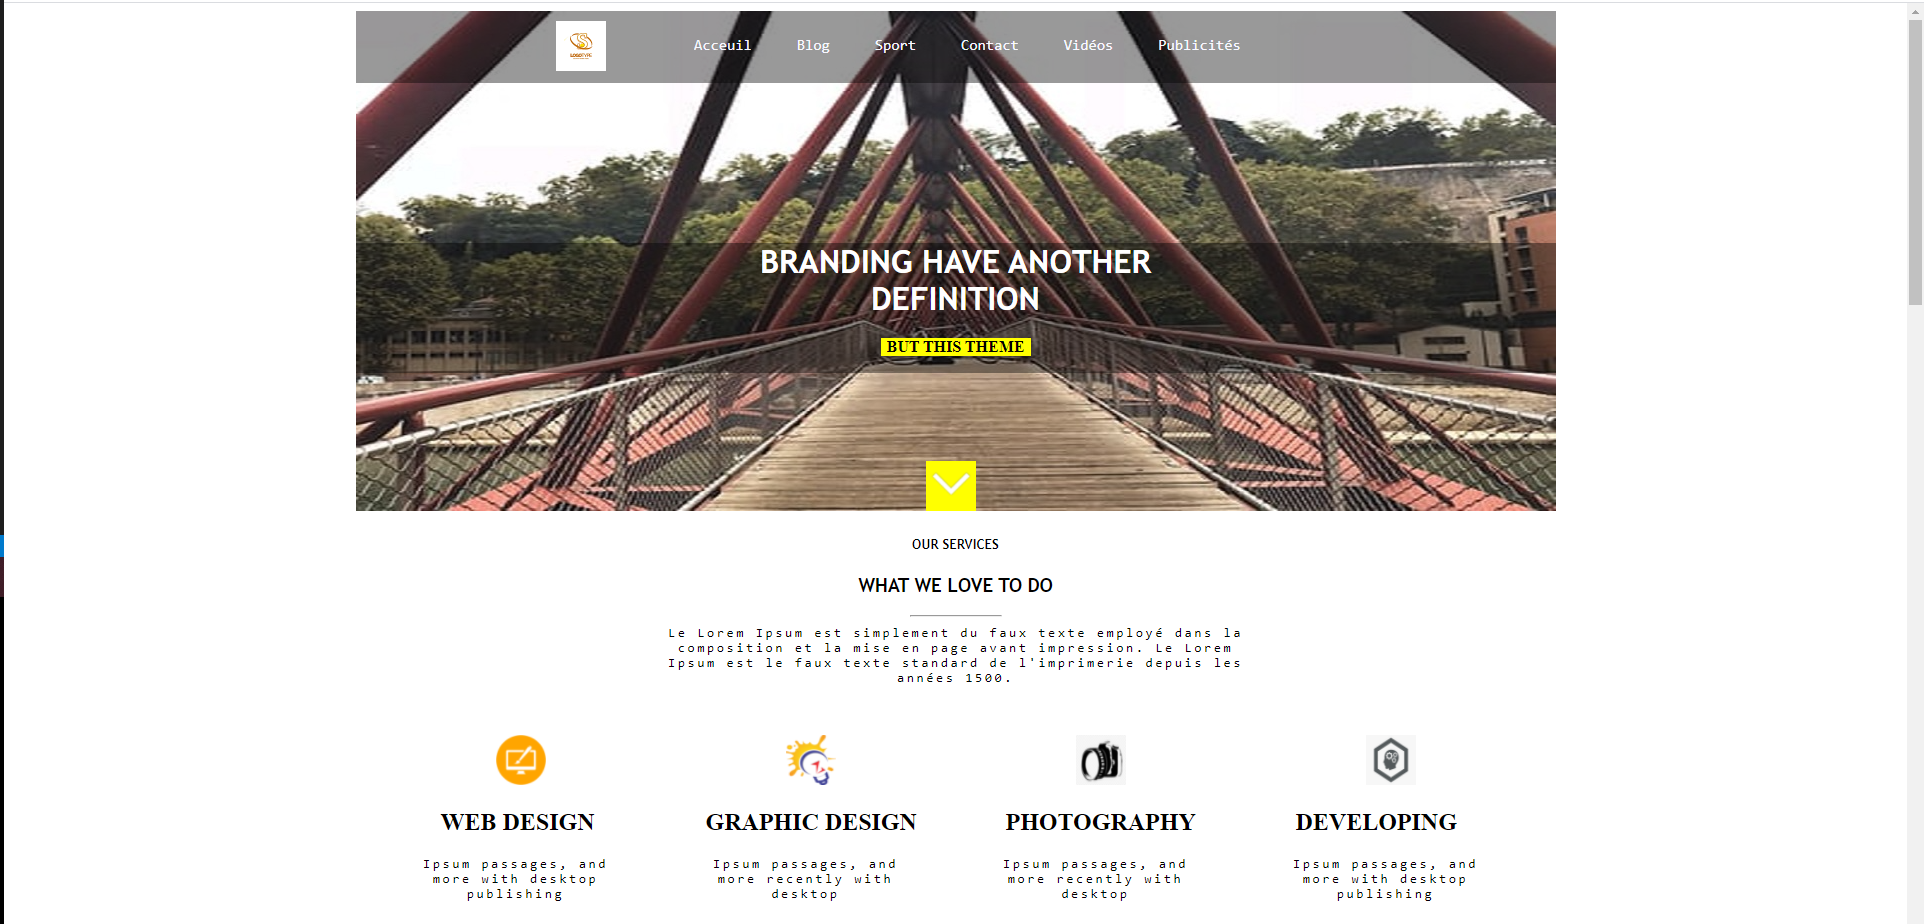 LOGOTYPE
Acceuil Blog Sport Contact Vidéos Publicités
BRANDING HAVE ANOTHER
DEFINITION
BUT THIS THEME
OUR SERVICES
WHAT WE LOVE TO DO
Le Lorem Ipsum est simplement du faux texte employé dans la
composition et la mise en page avant impression. Le Lorem
Ipsum est le faux texte standard de l'imprimerie depuis les
années 1500.
WEB DESIGN
Ipsum passages, and
more with desktop
publishing
GRAPHIC DESIGN
Ipsum passages, and
more recently with
desktop
PHOTOGRAPHY
Ipsum passages, and
more recently with
desktop
DEVELOPING
Ipsum passages, and
more with desktop
publishing